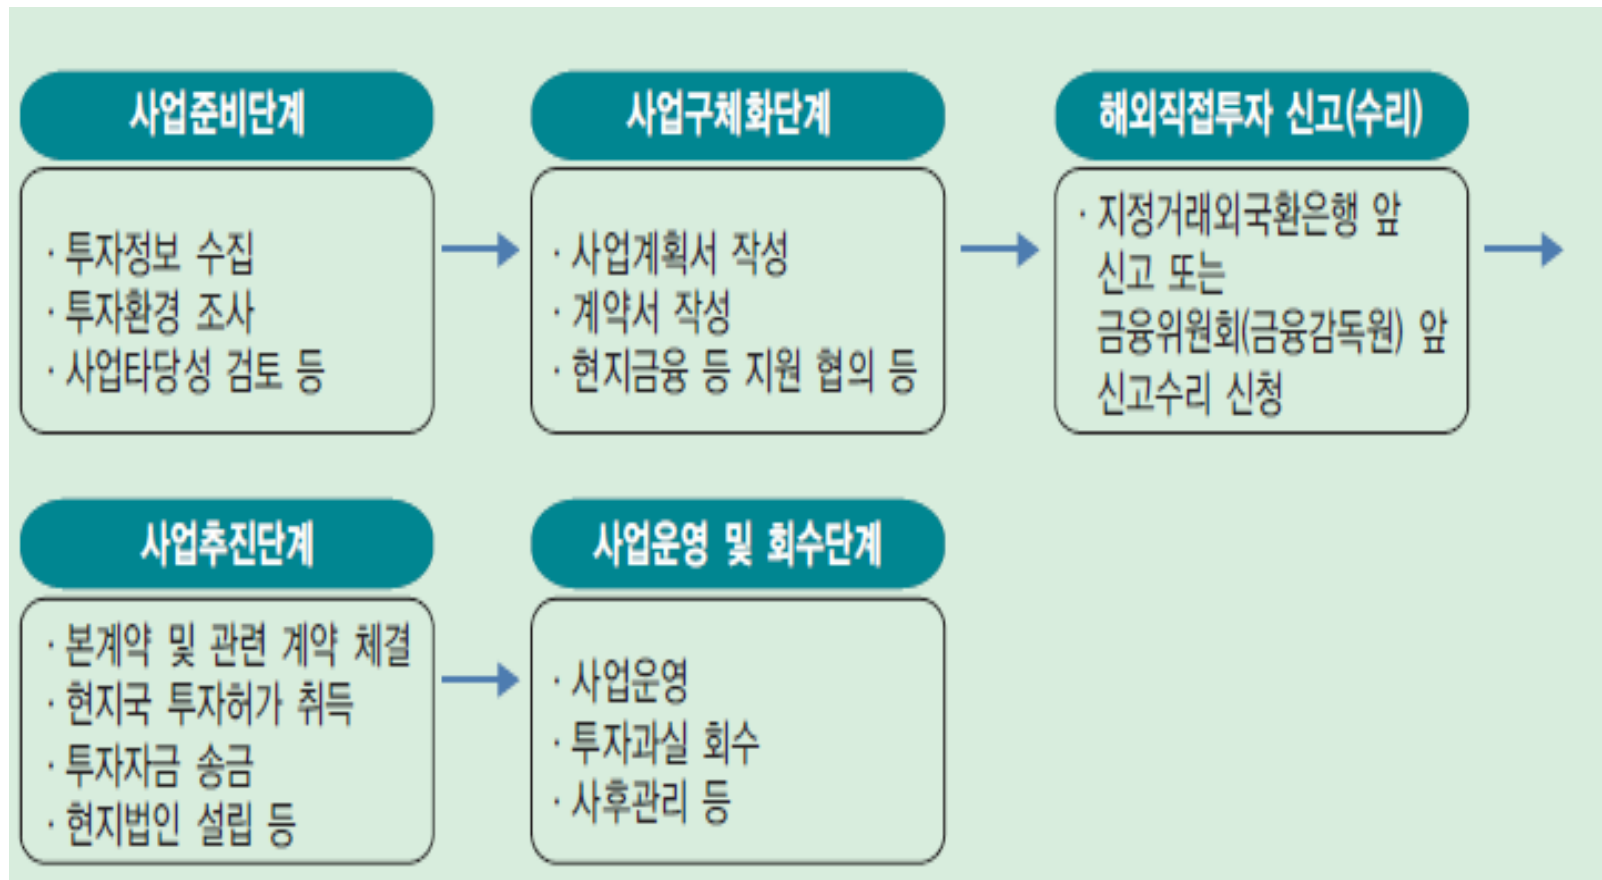 사업준비단계
· 투자정보 수집
· 투자환경 조사
· 사업타당성 검토 등
사업구체화단계
· 사업계획서 작성
· 계약서 작성
· 현지금융 등 지원 협의 등
해외직접투자 신고(수리)
· 지정거래외국환은행 앞
신고 또는
금융위원회(금융감독원) 앞
신고수리 신청
사업추진단계
· 본계약 및 관련 계약 체결
· 현지국 투자허가 취득
· 투자자금 송금
· 현지법인 설립 등
사업운영 및 회수단계
· 사업운영
· 투자과실 회수
· 사후관리 등